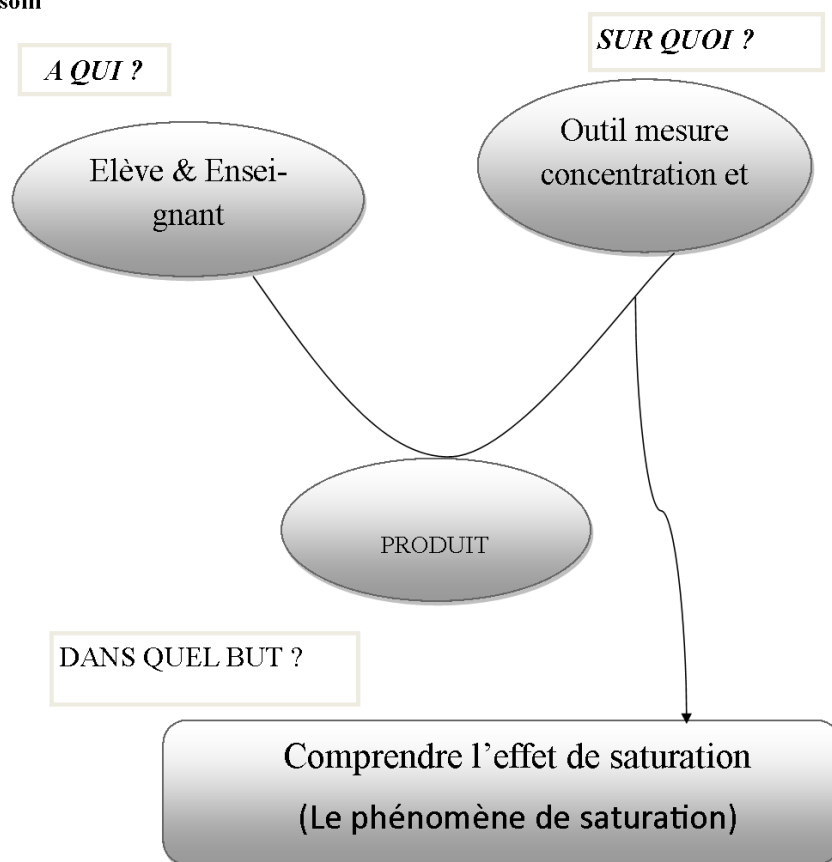 A QUI ?
SUR QUOI ?
Elève & Ensei-
gnant
Outil mesure
concentration et
PRODUIT
DANS QUEL BUT ?
Comprendre l’effet de saturation
(Le phénomène de saturation)